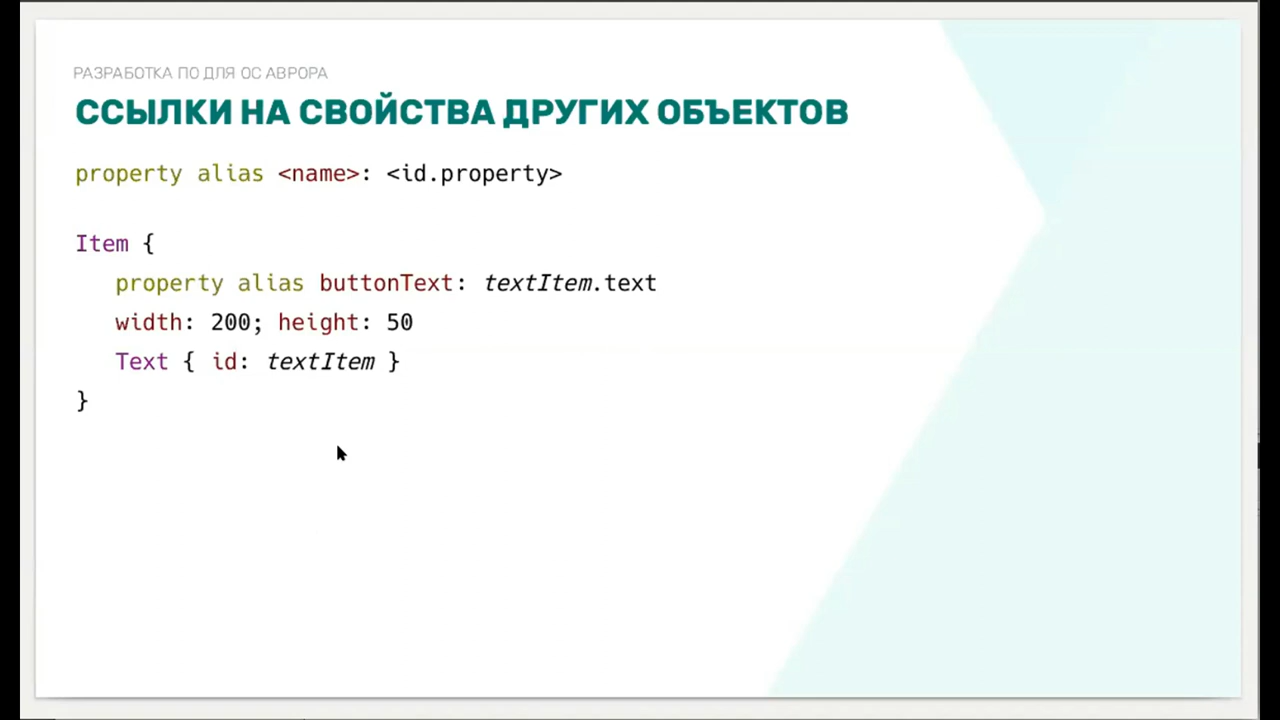 РАЗРАБОТКА ПО ДЛЯ ОС АВРОРА
ССЫЛКИ НА СВОЙСТВА ДРУГИХ ОБЪЕКТОВ
property alias <name>: <id.property>
Item {
property alias buttonText: textItem.text
width: 200; height: 50
Text { id: textItem }
}